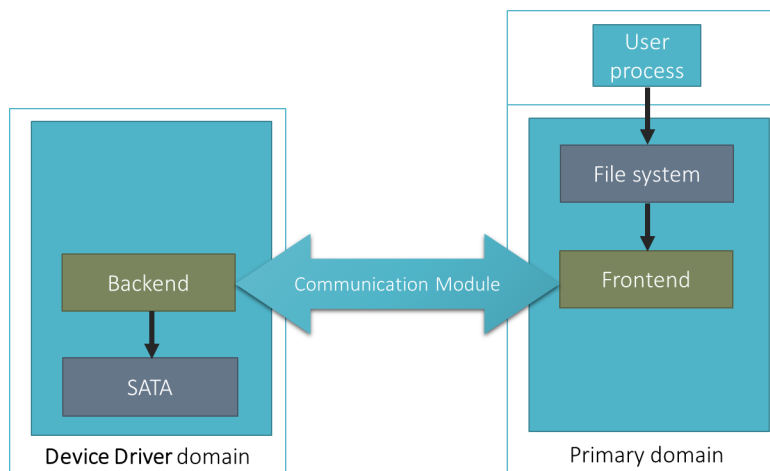 User
process
File system
Backend
Communication Module
Frontend
SATA
Device Driver domain
Primary domain